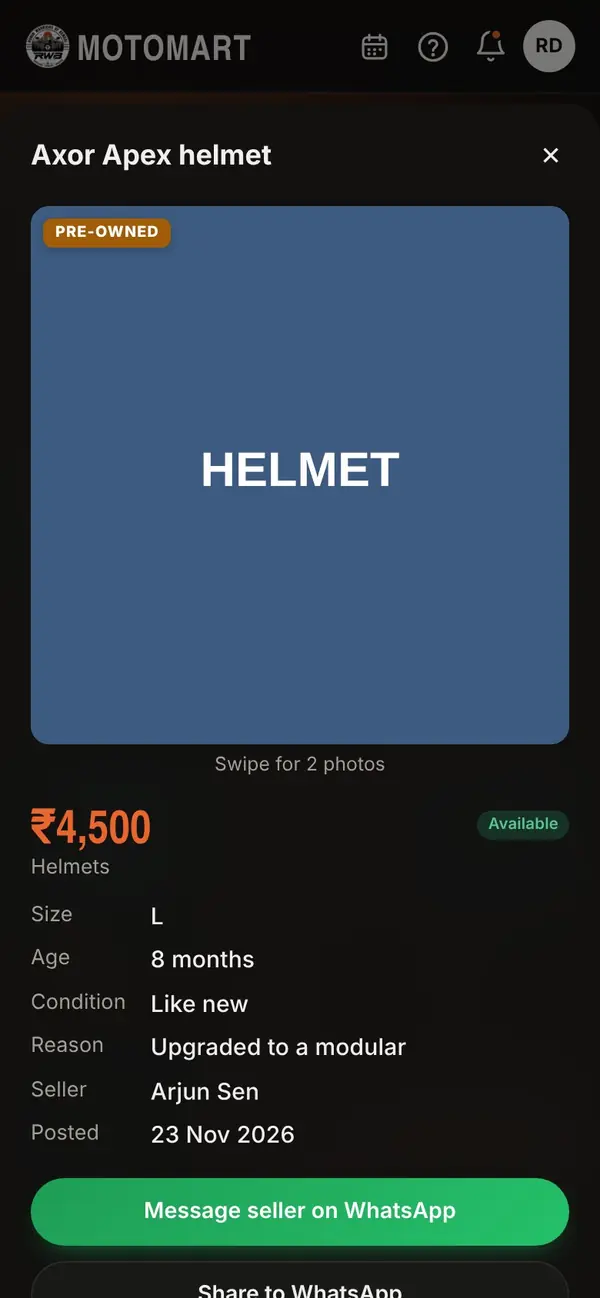 MOTOMART
RD
Axor Apex helmet
PRE-OWNED
HELMET
Swipe for 2 photos
₹4,500
Available
Helmets
Size L
Age 8 months
Condition Like new
Reason Upgraded to a modular
Seller Arjun Sen
Posted 23 Nov 2026
Message seller on WhatsApp
Share to WhatsApp